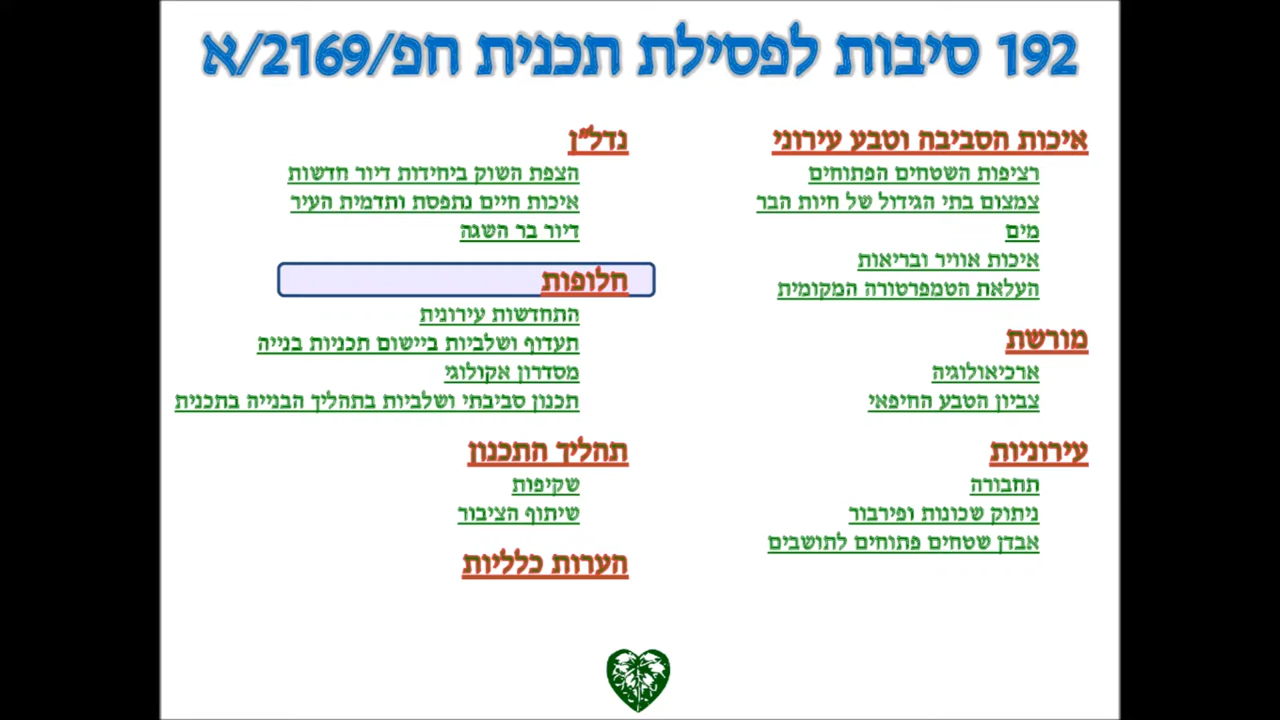 192 סיבות לפסילת תכנית חפ/2169/א
איכות הסביבה וטבע עירוני
רציפות השטחים הפתוחים
צמצום בתי הגידול של חיות הבר
מים
איכות אוויר ובריאות
העלאת הטמפרטורה המקומית
מורשת
ארכיאולוגיה
צביון הטבע החיפאי
עירוניות
תחבורה
ניתוק שכונות ופירבור
אבדן שטחים פתוחים לתושבים
נדל"ן
הצפת השוק ביחידות דיור חדשות
איכות חיים נתפסת ותדמית העיר
דיור בר השגה
חלופות
התחדשות עירונית
תעדוף ושלביות ביישום תכניות בנייה
מסדרון אקולוגי
תכנון סביבתי ושלביות בתהליך הבנייה בתכנית
תהליך התכנון
שקיפות
שיתוף הציבור
הערות כלליות